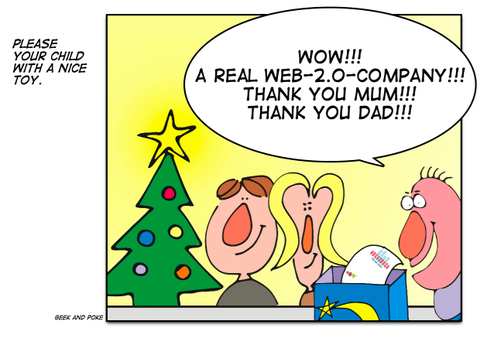 PLEASE
YOUR CHILD
WITH A NICE
TOY.
WOW!!!
A REAL WEB-2.0-COMPANY!!!
THANK YOU MUM!!!
THANK YOU DAD!!!
GEEK AND POKE